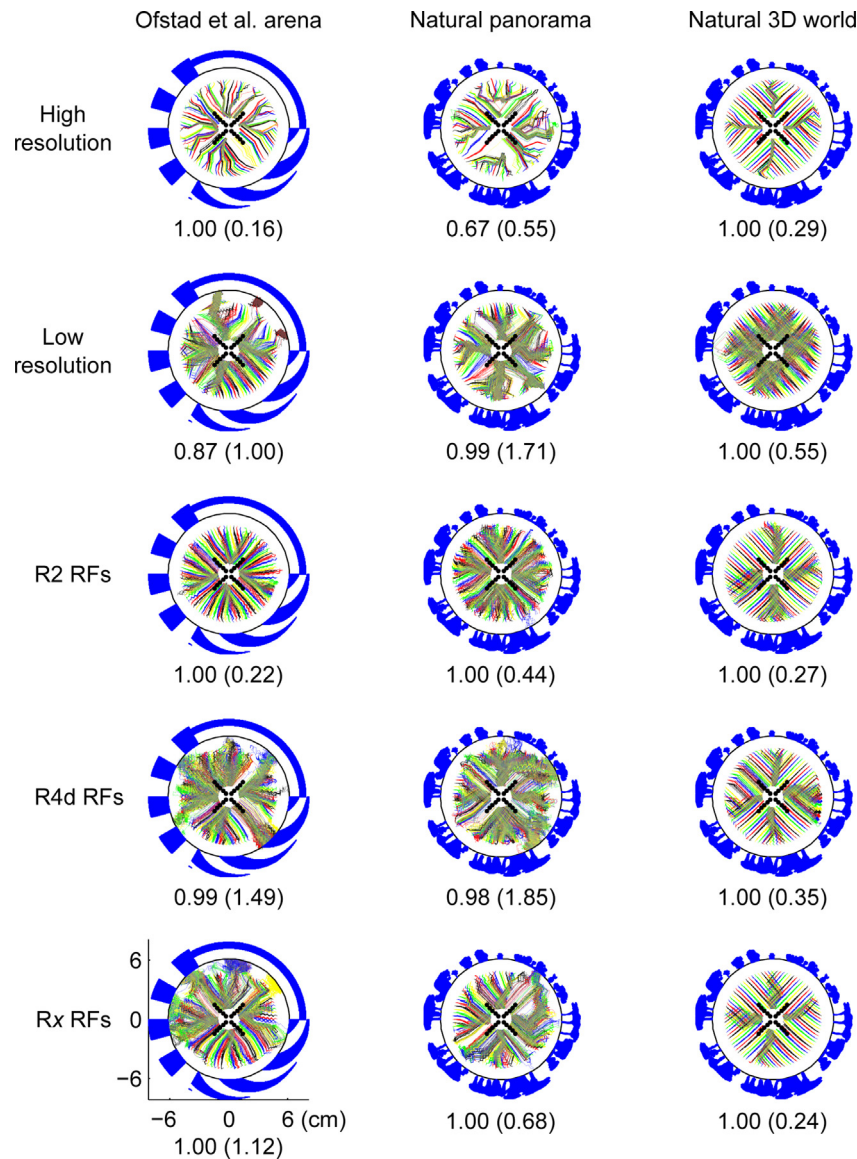 Ofstad et al. arena Natural panorama Natural 3D world
High resolution
1.00 (0.16) 0.67 (0.55) 1.00 (0.29)
Low resolution
0.87 (1.00) 0.99 (1.71) 1.00 (0.55)
R2 RFs
1.00 (0.22) 1.00 (0.44) 1.00 (0.27)
R4d RFs
0.99 (1.49) 0.98 (1.85) 1.00 (0.35)
Rx RFs
6
0
−6
−6 0 6 (cm)
1.00 (1.12) 1.00 (0.68) 1.00 (0.24)